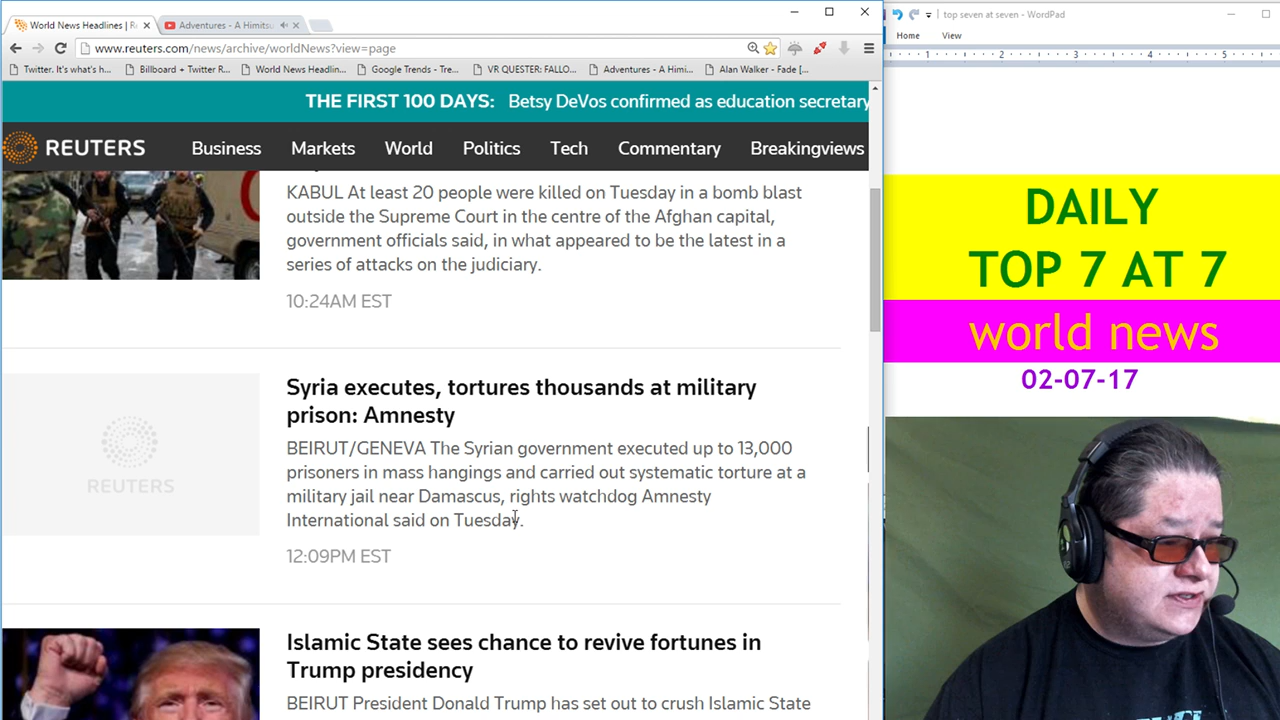 World News Headlines | R
Adventures - A Himitsu
top seven at seven - WordPad
www.reuters.com/news/archive/worldNews?view=page
Home
View
1
2
3
4
5
Twitter. It's what's h...
Billboard + Twitter R...
World News Headlin...
Google Trends - Tre...
VR QUESTER: FALLO...
Adventures - A Himi...
Alan Walker - Fade [...
THE FIRST 100 DAYS: Betsy DeVos confirmed as education secretary
REUTERS
Business
Markets
World
Politics
Tech
Commentary
Breakingviews
KABUL At least 20 people were killed on Tuesday in a bomb blast
outside the Supreme Court in the centre of the Afghan capital,
government officials said, in what appeared to be the latest in a
series of attacks on the judiciary.
10:24AM EST
Syria executes, tortures thousands at military
prison: Amnesty
REUTERS
BEIRUT/GENEVA The Syrian government executed up to 13,000
prisoners in mass hangings and carried out systematic torture at a
military jail near Damascus, rights watchdog Amnesty
International said on Tuesday.
12:09PM EST
Islamic State sees chance to revive fortunes in
Trump presidency
BEIRUT President Donald Trump has set out to crush Islamic State
DAILY
TOP 7 AT 7
world news
02-07-17